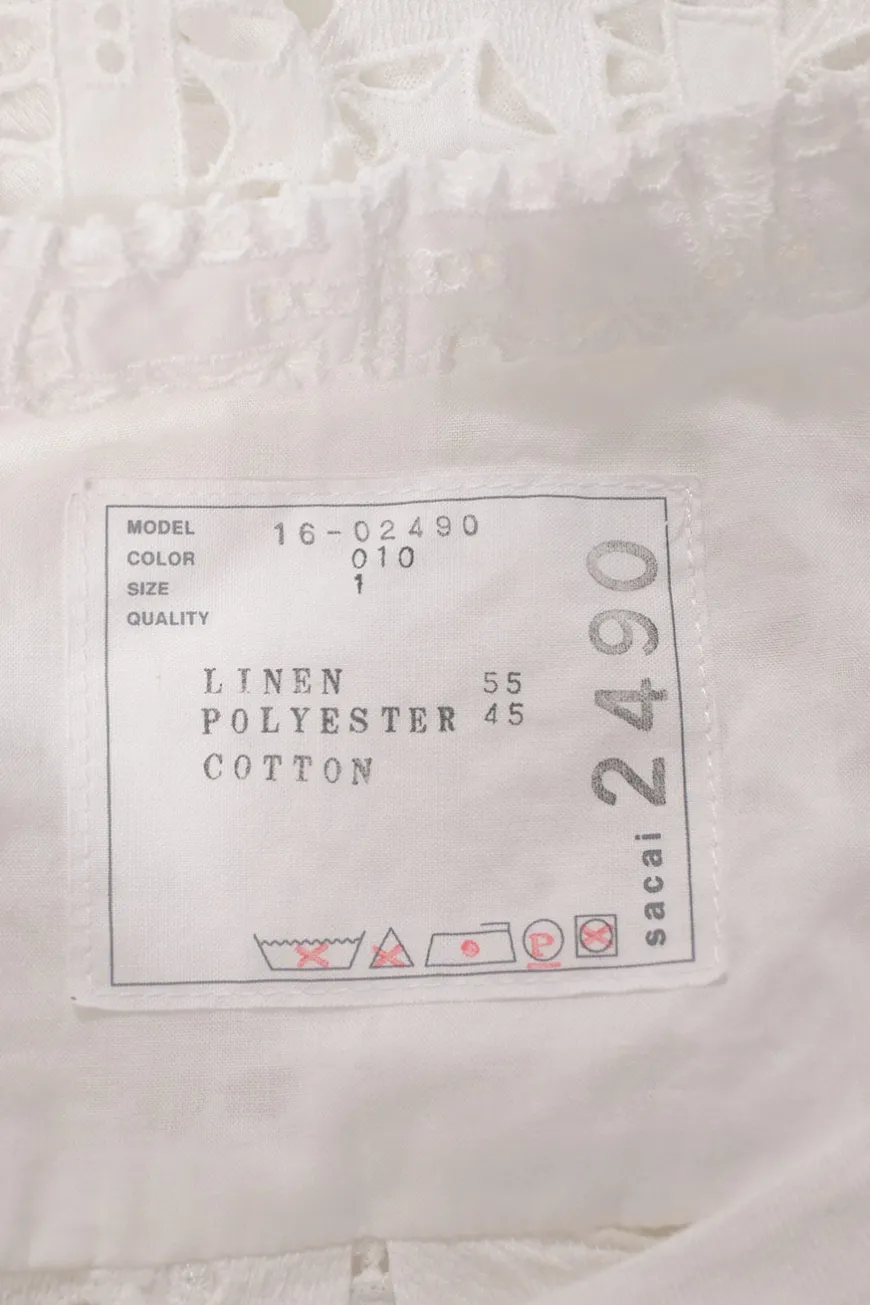 MODEL 16-02490
COLOR 010
SIZE 1
QUALITY
LINEN 55
POLYESTER 45
COTTON
P
sacai 2490